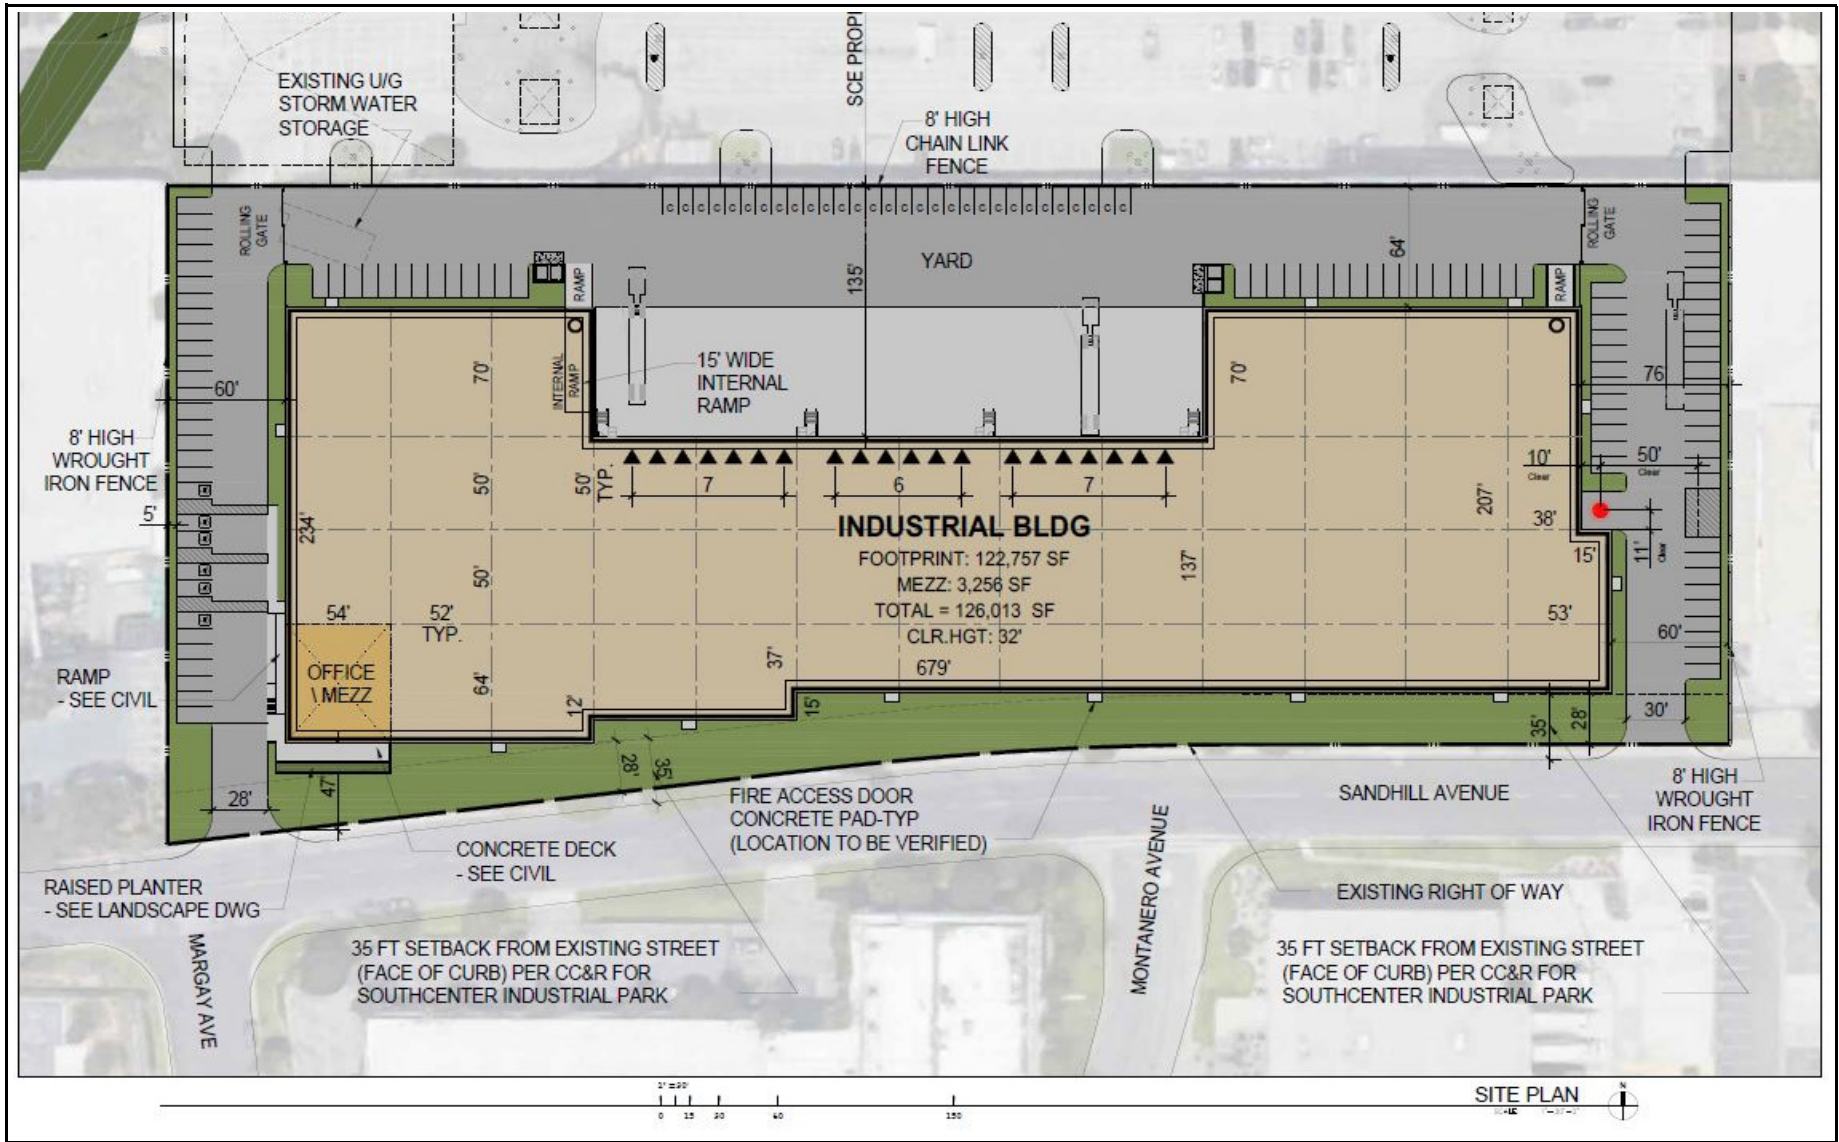 EXISTING U/G
STORM WATER
STORAGE
SCE PROP
8' HIGH
CHAIN LINK
FENCE
ROLLING
GATE
C C C C C C C C C C C C C C C C C C C C C C C C C C C C C C
ROLLING
GATE
YARD
135'
64'
RAMP
RAMP
70'
INTERNAL
RAMP
15' WIDE
INTERNAL
RAMP
70'
60'
76'
8' HIGH
WROUGHT
IRON FENCE
5'
50'
50'
TYP.
7
6
7
10'
Clear
50'
Clear
207'
234'
INDUSTRIAL BLDG
FOOTPRINT: 122,757 SF
MEZZ: 3,256 SF
TOTAL = 126,013 SF
CLR.HGT: 32'
38'
15'
11'
Clear
137'
50'
54'
52'
TYP.
53'
60'
OFFICE
\ MEZZ
RAMP
- SEE CIVIL
64'
37'
679'
12'
15'
35'
28'
30'
28'
47'
28'
35'
FIRE ACCESS DOOR
CONCRETE PAD-TYP
(LOCATION TO BE VERIFIED)
SANDHILL AVENUE
8' HIGH
WROUGHT
IRON FENCE
CONCRETE DECK
- SEE CIVIL
MONTANERO AVENUE
RAISED PLANTER
- SEE LANDSCAPE DWG
EXISTING RIGHT OF WAY
MARGAY AVE
35 FT SETBACK FROM EXISTING STREET
(FACE OF CURB) PER CC&R FOR
SOUTHCENTER INDUSTRIAL PARK
35 FT SETBACK FROM EXISTING STREET
(FACE OF CURB) PER CC&R FOR
SOUTHCENTER INDUSTRIAL PARK
0 15 30 60 150
SITE PLAN
SCALE
N